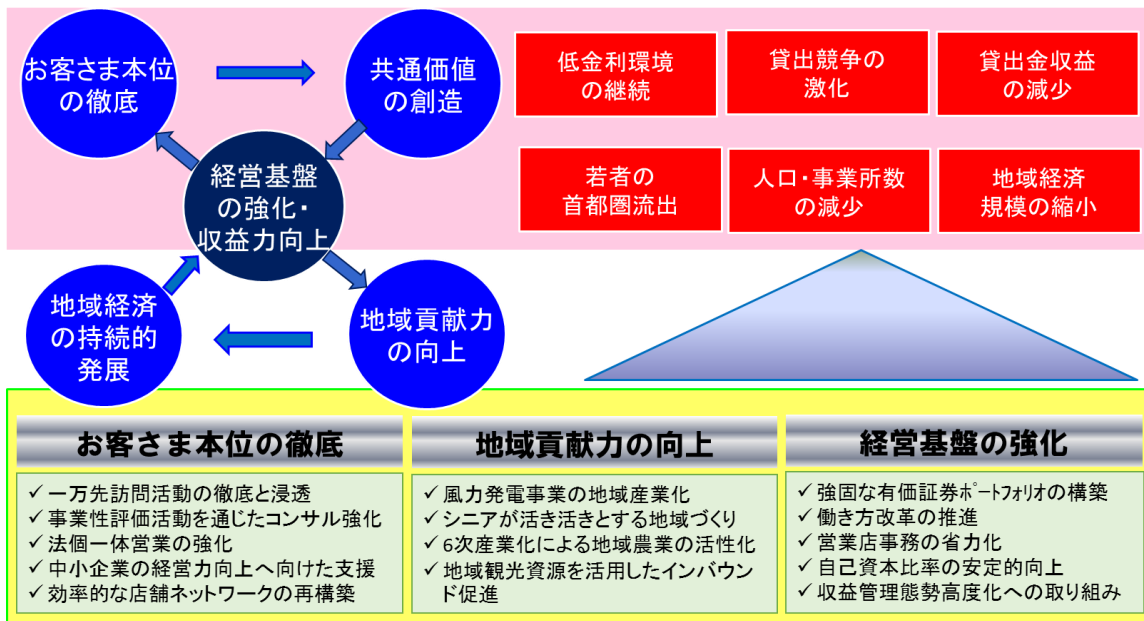 お客さま本位
の徹底
共通価値
の創造
経営基盤
の強化・
収益力向上
地域経済
の持続的
発展
地域貢献力
の向上
低金利環境
の継続
貸出競争の
激化
貸出金収益
の減少
若者の
首都圏流出
人口・事業所数
の減少
地域経済
規模の縮小
お客さま本位の徹底
✓一万先訪問活動の徹底と浸透
✓事業性評価活動を通じたコンサル強化
✓法個一体営業の強化
✓中小企業の経営力向上へ向けた支援
✓効率的な店舗ネットワークの再構築
地域貢献力の向上
✓風力発電事業の地域産業化
✓シニアが活き活きとする地域づくり
✓6次産業化による地域農業の活性化
✓地域観光資源を活用したインバウン
ド促進
経営基盤の強化
✓強固な有価証券ポートフォリオの構築
✓働き方改革の推進
✓営業店事務の省力化
✓自己資本比率の安定的向上
✓収益管理態勢高度化への取り組み